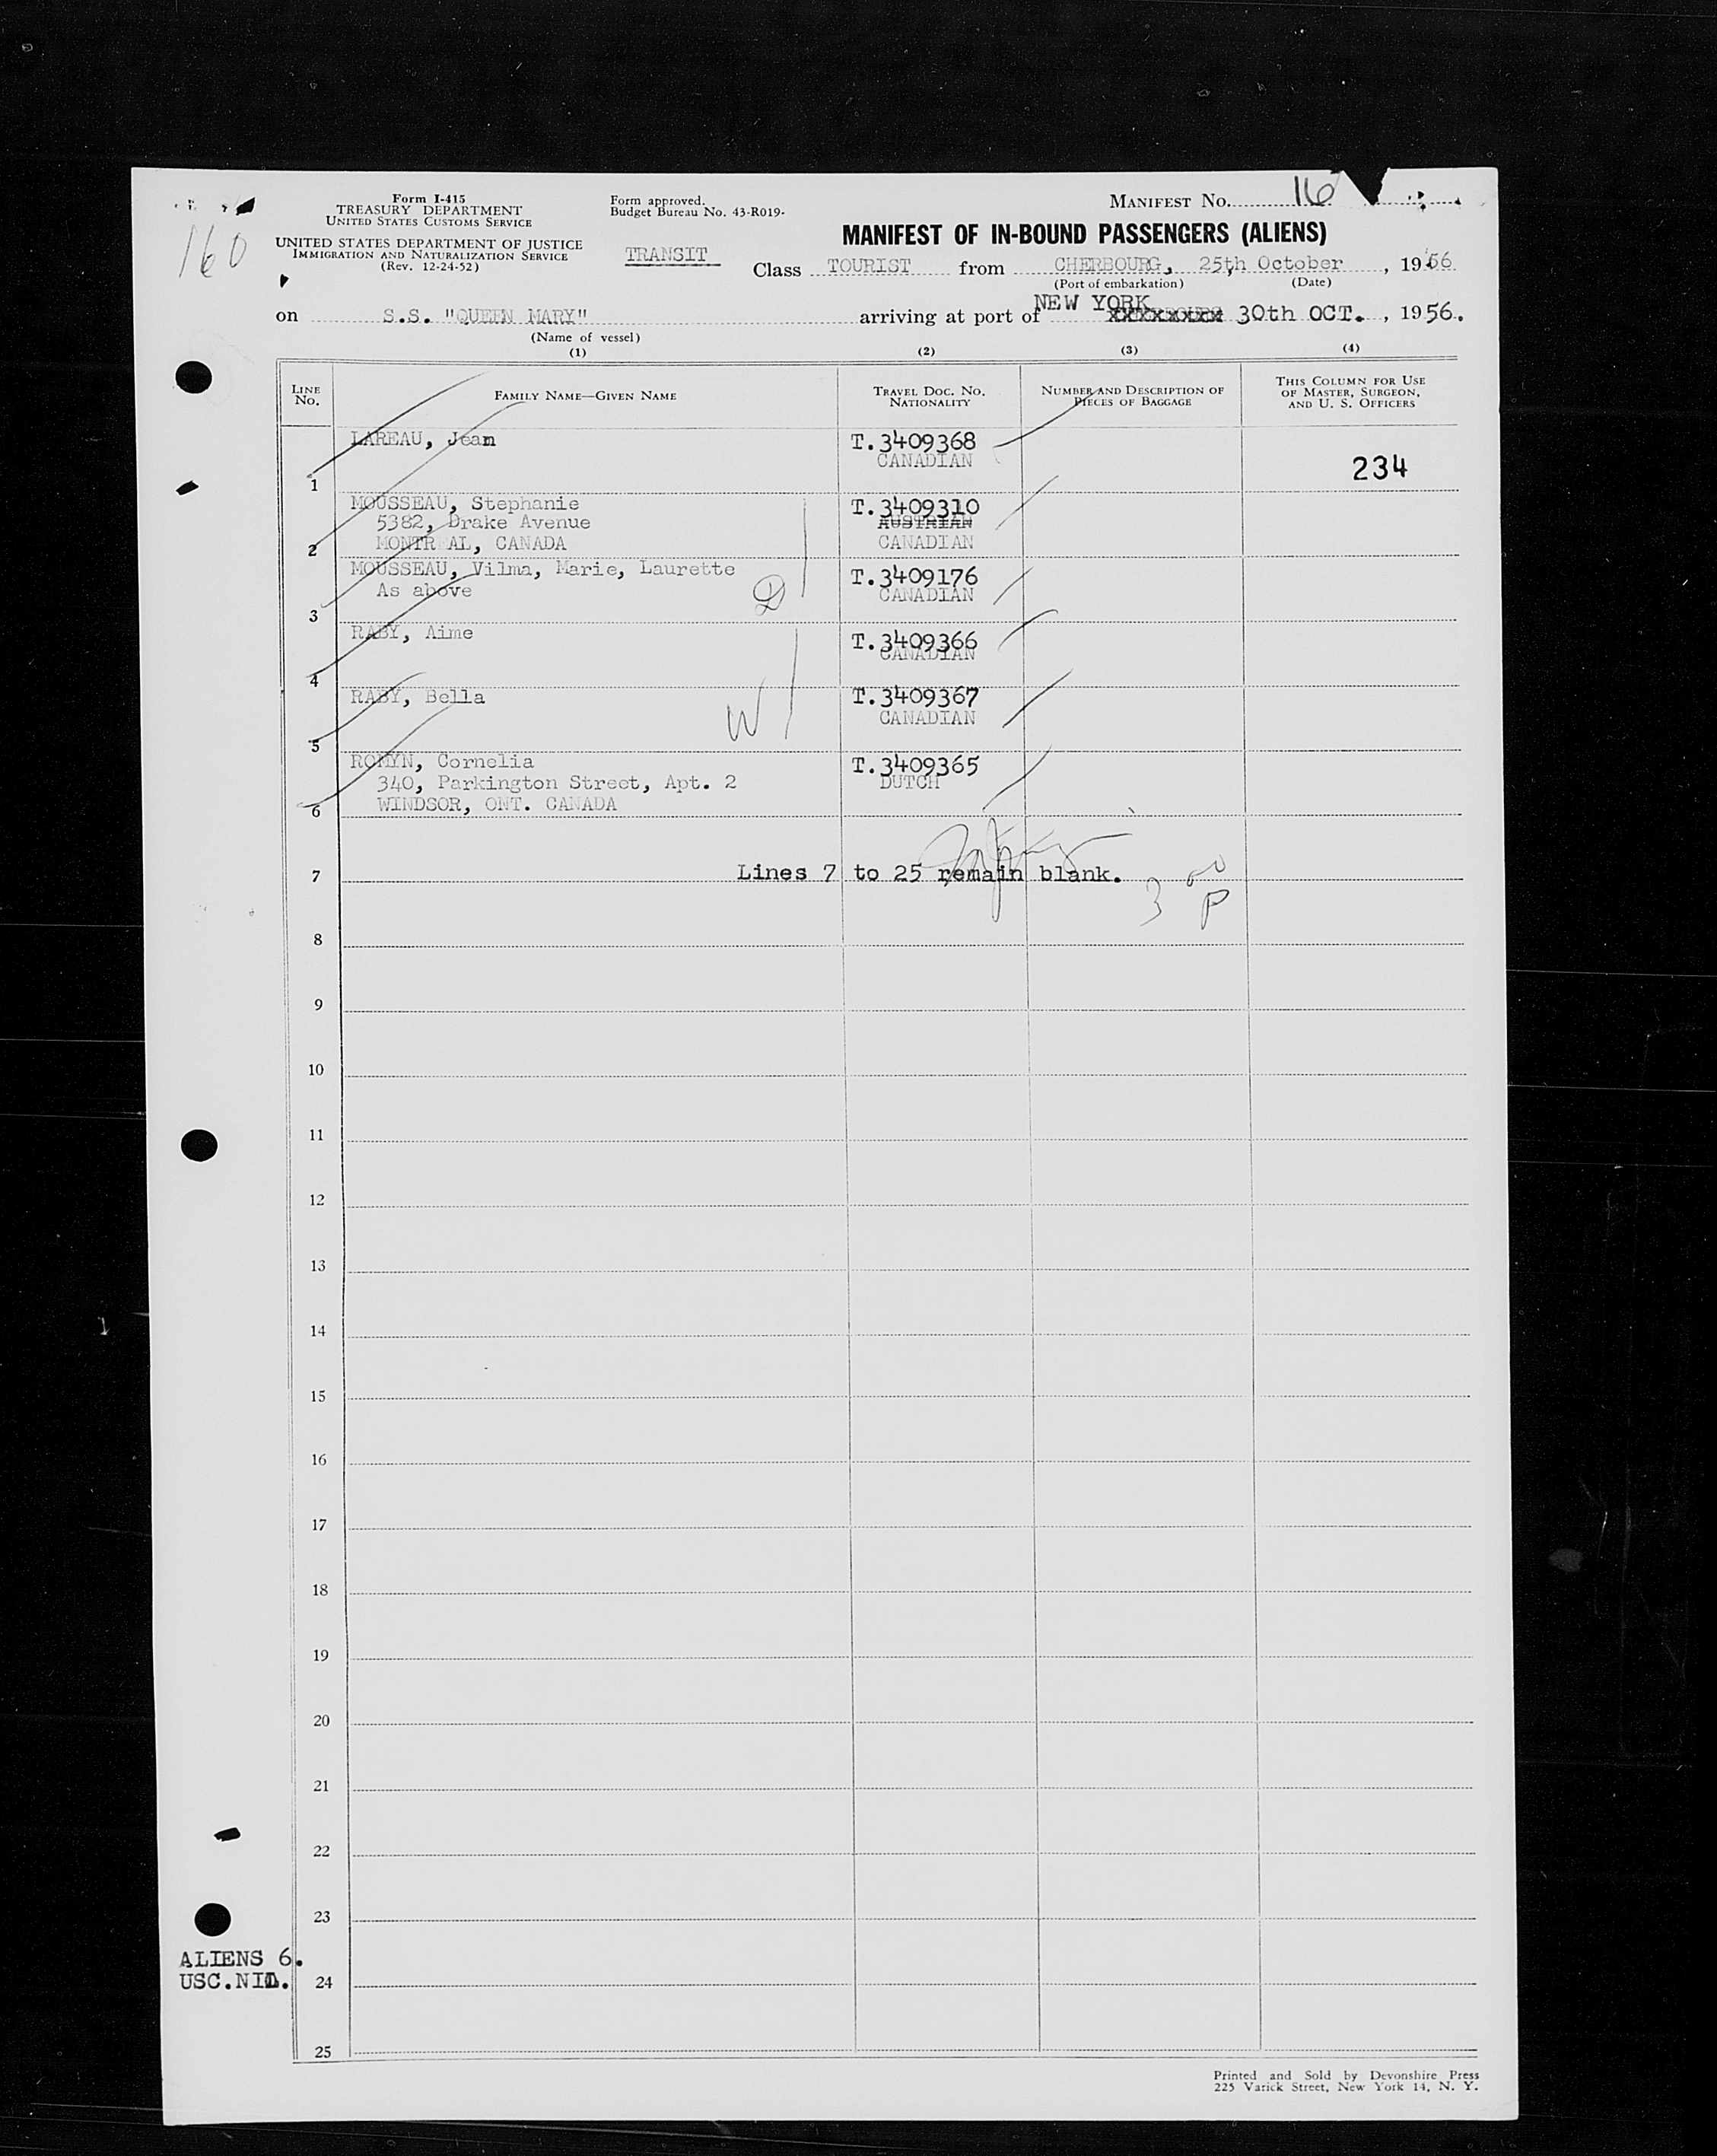 Form I-415
TREASURY DEPARTMENT
UNITED STATES CUSTOMS SERVICE
UNITED STATES DEPARTMENT OF JUSTICE
IMMIGRATION AND NATURALIZATION SERVICE
(Rev. 12-24-52)
160
Form approved.
Budget Bureau No. 43-R019-
TRANSIT
MANIFEST NO. 16
MANIFEST OF IN-BOUND PASSENGERS (ALIENS)
Class TOURIST from CHERBOURG, 25th October, 1956
(Port of embarkation) (Date)
on S.S. "QUEEN MARY" arriving at port of NEW YORK 30th OCT., 1956.
(Name of vessel)
(1) (2) (3) (4)
LINE No. FAMILY NAME—GIVEN NAME TRAVEL DOC. NO. NATIONALITY NUMBER AND DESCRIPTION OF PIECES OF BAGGAGE THIS COLUMN FOR USE OF MASTER, SURGEON, AND U. S. OFFICERS
LAREAU, Jean T.3409368
CANADIAN
234
1
MOUSSEAU, Stephanie T.3409310
5382, Drake Avenue AUSTRIAN
2 MONTR AL, CANADA CANADIAN
MOUSSEAU, Vilma, Marie, Laurette T.3409176
As above CANADIAN
D
3
RABY, Aime T.3409366
CANADIAN
4
RABY, Bella T.3409367
W CANADIAN
5
ROMYN, Cornelia T.3409365
340, Parkington Street, Apt. 2 DUTCH
6 WINDSOR, ONT. CANADA
7 Lines 7 to 25 remain blank.
3 P
8
9
10
11
12
13
14
15
16
17
18
19
20
21
22
23
ALIENS 6.
USC.NIL. 24
25
Printed and Sold by Devonshire Press
225 Varick Street, New York 14, N. Y.